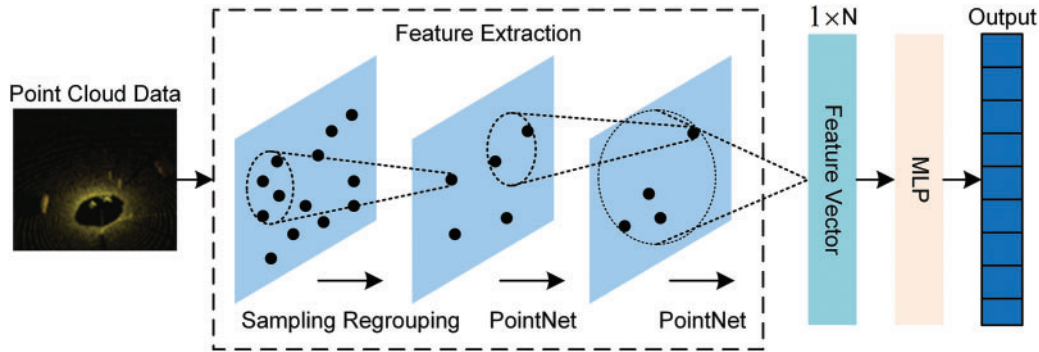 Point Cloud Data
Feature Extraction
Sampling Regrouping
PointNet
PointNet
1×N
Feature Vector
MLP
Output